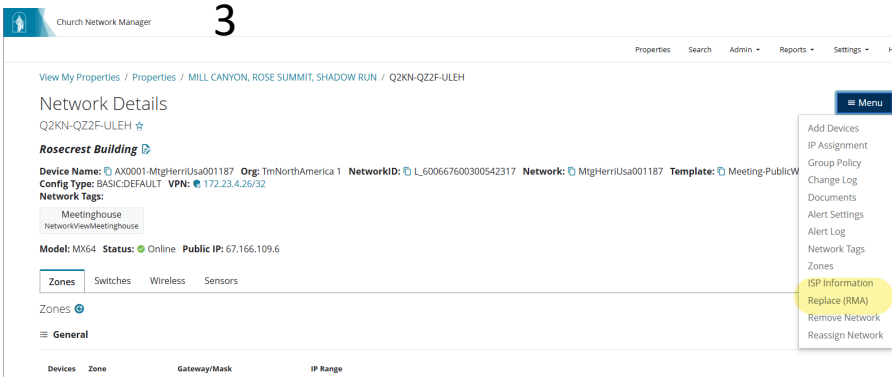 Church Network Manager
3
Properties Search Admin Reports Settings H
View My Properties / Properties / MILL CANYON, ROSE SUMMIT, SHADOW RUN / Q2KN-QZ2F-ULEH
Network Details
Menu
Q2KN-QZ2F-ULEH
Rosecrest Building
Device Name: AX0001-MtgHerriUsa001187 Org: TmNorthAmerica 1 NetworkID: L_600667600300542317 Network: MtgHerriUsa001187 Template: Meeting-PublicW
Config Type: BASIC:DEFAULT VPN: 172.23.4.26/32
Network Tags:
Meetinghouse
NetworkViewMeetinghouse
Model: MX64 Status: Online Public IP: 67.166.109.6
Zones Switches Wireless Sensors
Zones
General
Devices Zone Gateway/Mask IP Range
Add Devices
IP Assignment
Group Policy
Change Log
Documents
Alert Settings
Alert Log
Network Tags
Zones
ISP Information
Replace (RMA)
Remove Network
Reassign Network